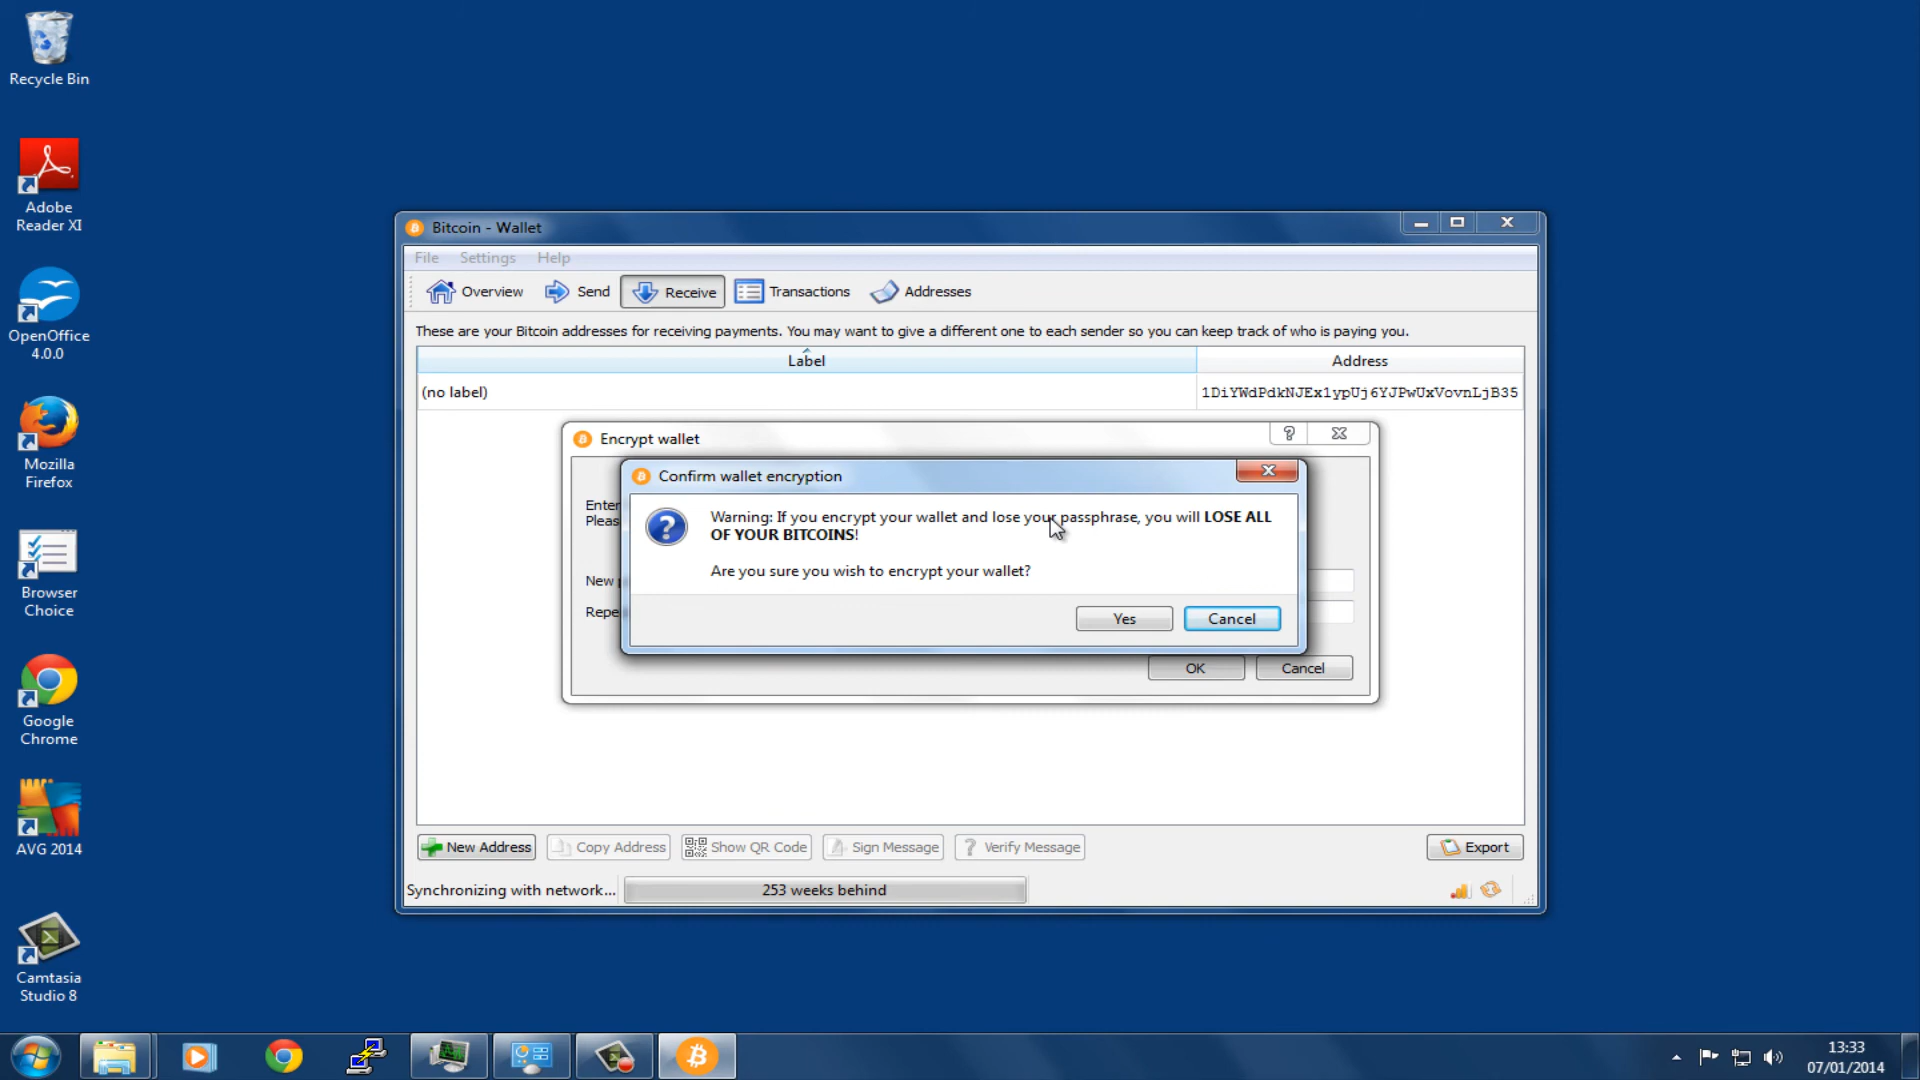 Recycle Bin
Adobe
Reader XI
OpenOffice
4.0.0
Mozilla
Firefox
Browser
Choice
Google
Chrome
AVG 2014
Camtasia
Studio 8
Bitcoin - Wallet
File Settings Help
Overview Send Receive Transactions Addresses
These are your Bitcoin addresses for receiving payments. You may want to give a different one to each sender so you can keep track of who is paying you.
Label Address
(no label) 1DiYWdPdkNJEx1ypUj6YJPwUxVovnLjB35
Encrypt wallet
?
Confirm wallet encryption
Enter
Pleas
Warning: If you encrypt your wallet and lose your passphrase, you will LOSE ALL
OF YOUR BITCOINS!
Are you sure you wish to encrypt your wallet?
New p
Repe
Yes Cancel
OK Cancel
New Address Copy Address Show QR Code Sign Message Verify Message Export
Synchronizing with network... 253 weeks behind
13:33
07/01/2014